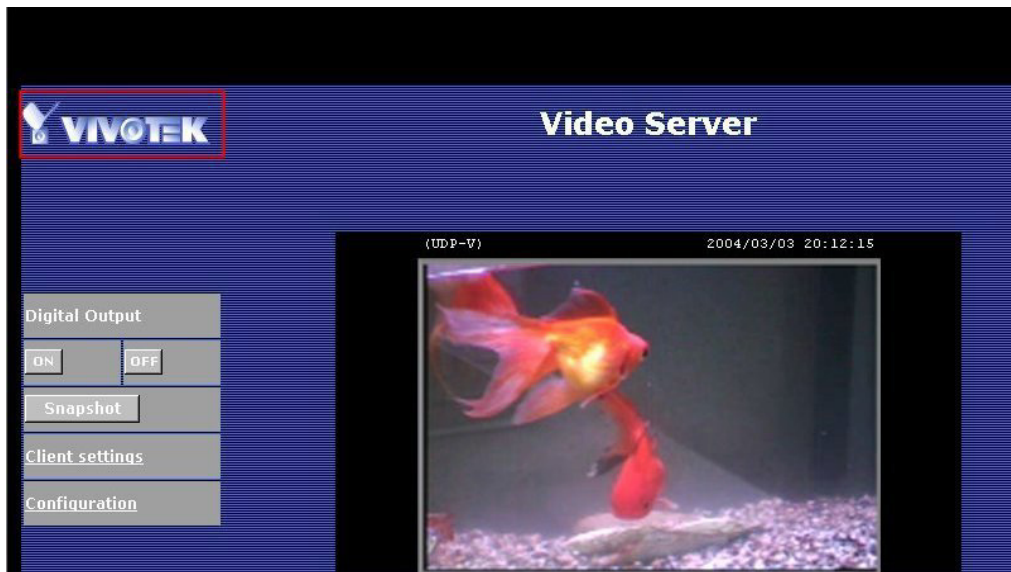 VIVOTEK
Video Server
(UDP-V) 2004/03/03 20:12:15
Digital Output
ON OFF
Snapshot
Client settings
Configuration